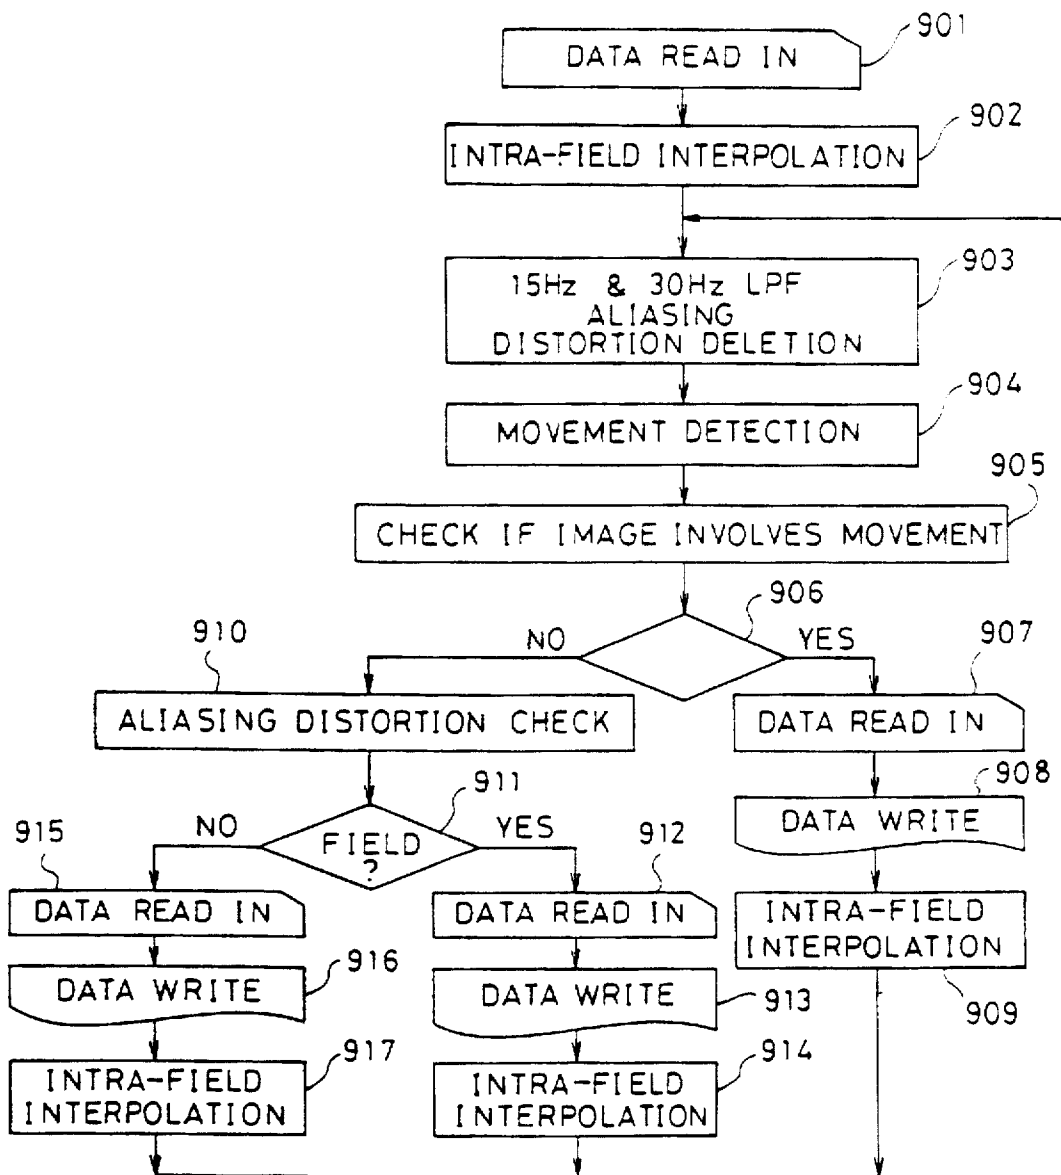 901
DATA READ IN
902
INTRA-FIELD INTERPOLATION
903
15Hz & 30Hz LPF
ALIASING
DISTORTION DELETION
904
MOVEMENT DETECTION
905
CHECK IF IMAGE INVOLVES MOVEMENT
906
NO
YES
910
907
ALIASING DISTORTION CHECK
DATA READ IN
908
911
DATA WRITE
NO
FIELD
?
YES
915
912
DATA READ IN
DATA READ IN
INTRA-FIELD
INTERPOLATION
909
916
DATA WRITE
DATA WRITE
913
917
914
INTRA-FIELD
INTERPOLATION
INTRA-FIELD
INTERPOLATION